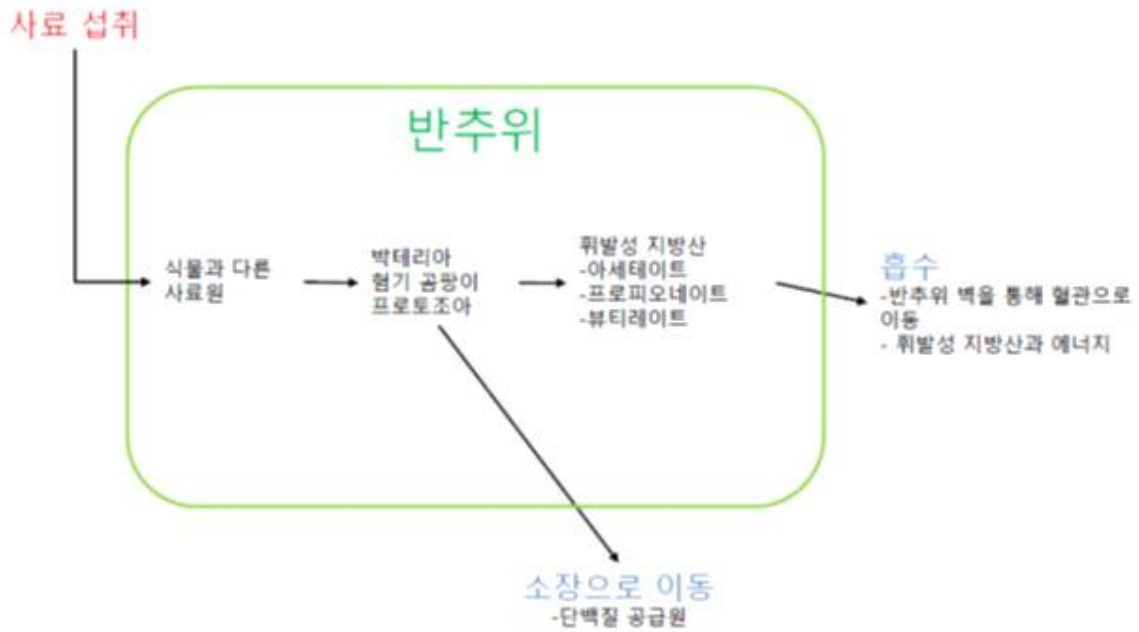 사료 섭취
반추위
식물과 다른
사료원
박테리아
혐기 곰팡이
프로토조아
휘발성 지방산
-아세테이트
-프로피오네이트
-뷰티레이트
흡수
-반추위 벽을 통해 혈관으로
이동
- 휘발성 지방산과 에너지
소장으로 이동
-단백질 공급원